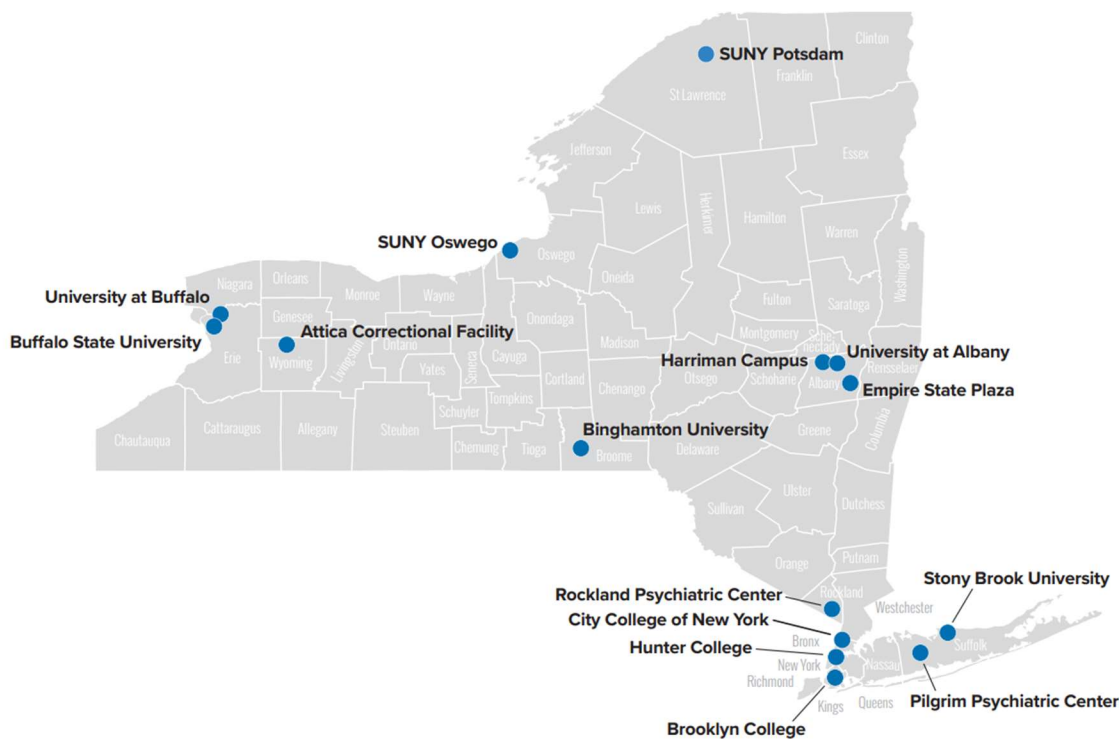 SUNY Potsdam
Clinton
Franklin
St Lawrence
Jefferson
Essex
Lewis
Herkimer
Hamilton
Warren
Washington
SUNY Oswego
Oswego
Oneida
Niagara
Orleans
Monroe
Wayne
Fulton
Saratoga
University at Buffalo
Genesee
Onondaga
Madison
Montgomery
Sche-
nectady
Buffalo State University
Attica Correctional Facility
Erie
Wyoming
Livingston
Ontario
Yates
Seneca
Cayuga
Cortland
Chenango
Otsego
Schoharie
Harriman Campus
University at Albany
Albany
Rensselaer
Empire State Plaza
Tompkins
Schuyler
Chautauqua
Cattaraugus
Allegany
Steuben
Chemung
Tioga
Binghamton University
Broome
Delaware
Greene
Columbia
Ulster
Dutchess
Sullivan
Orange
Putnam
Rockland
Westchester
Stony Brook University
Rockland Psychiatric Center
City College of New York
Bronx
Hunter College
New York
Nassau
Suffolk
Richmond
Kings
Queens
Pilgrim Psychiatric Center
Brooklyn College